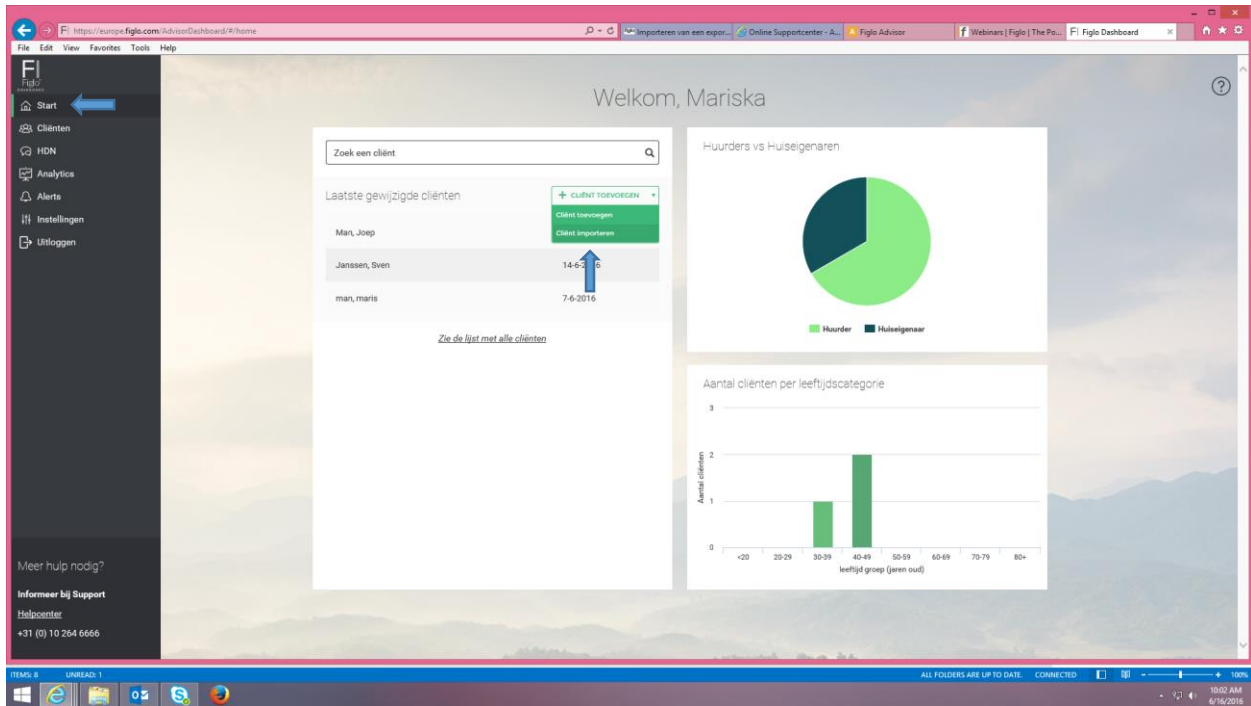 https://europe.figlo.com/AdvisorDashboard/#/home
Importeren van een expor...
Online Supportcenter - A...
Figlo Advisor
Webinars | Figlo | The Po...
Figlo Dashboard
File Edit View Favorites Tools Help
Figlo
Start
Cliënten
HDN
Analytics
Alerts
Instellingen
Uitloggen
Meer hulp nodig?
Informeer bij Support
Helpcenter
+31 (0) 10 264 6666
Welkom, Mariska
Zoek een cliënt
Laatste gewijzigde cliënten
+ CLIËNT TOEVOEGEN
Cliënt toevoegen
Cliënt importeren
Man, Joep
Janssen, Sven
man, maris 7-6-2016
Zie de lijst met alle cliënten
Huurders vs Huiseigenaren
Huurder Huiseigenaar
Aantal cliënten per leeftijdscategorie
3
2
1
0
Aantal cliënten
<20 20-29 30-39 40-49 50-59 60-69 70-79 80+
leeftijd groep (jaren oud)
ITEMS: 8 UNREAD: 1
ALL FOLDERS ARE UP TO DATE. CONNECTED 100%
10:02 AM
6/16/2016